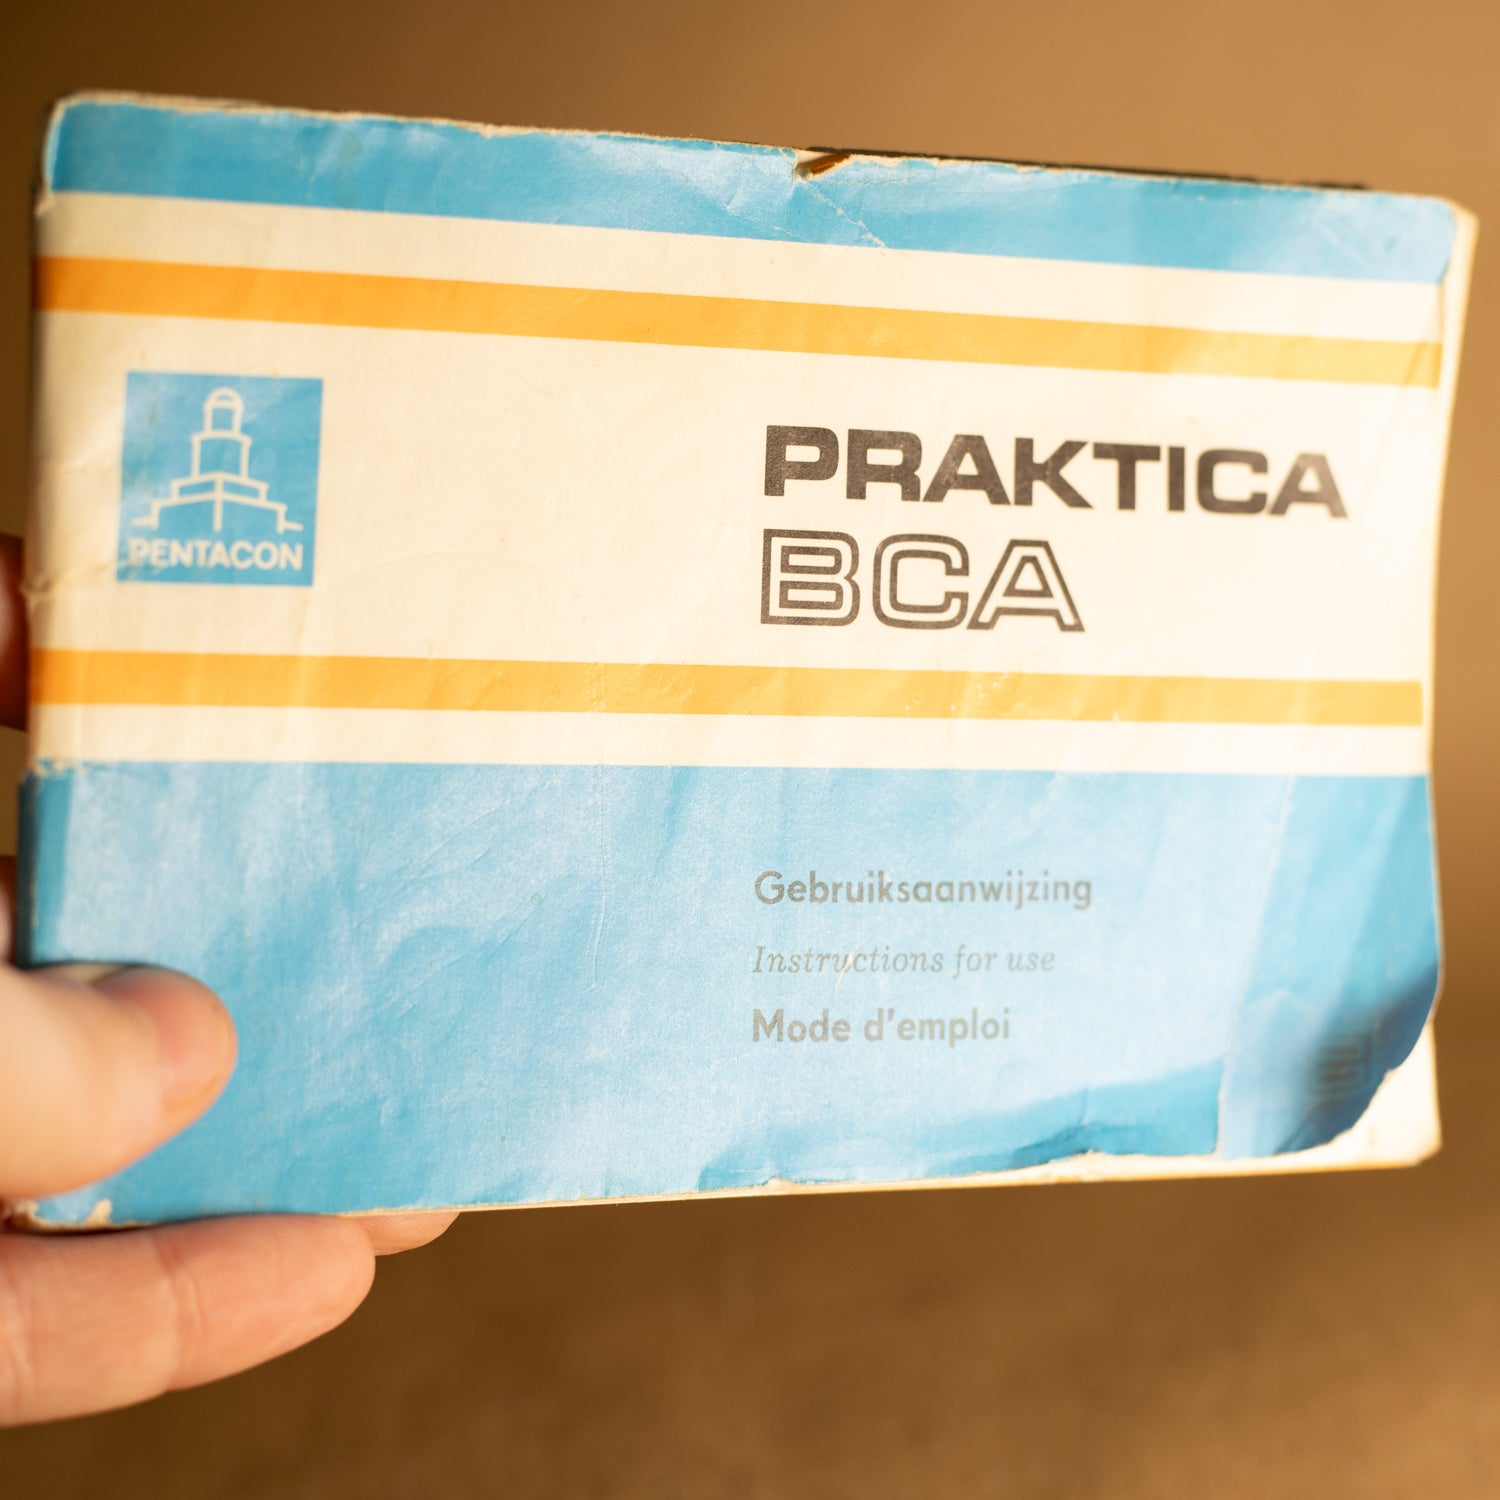 PENTACON
PRAKTICA
BCA
Gebruiksaanwijzing
Instructions for use
Mode d'emploi